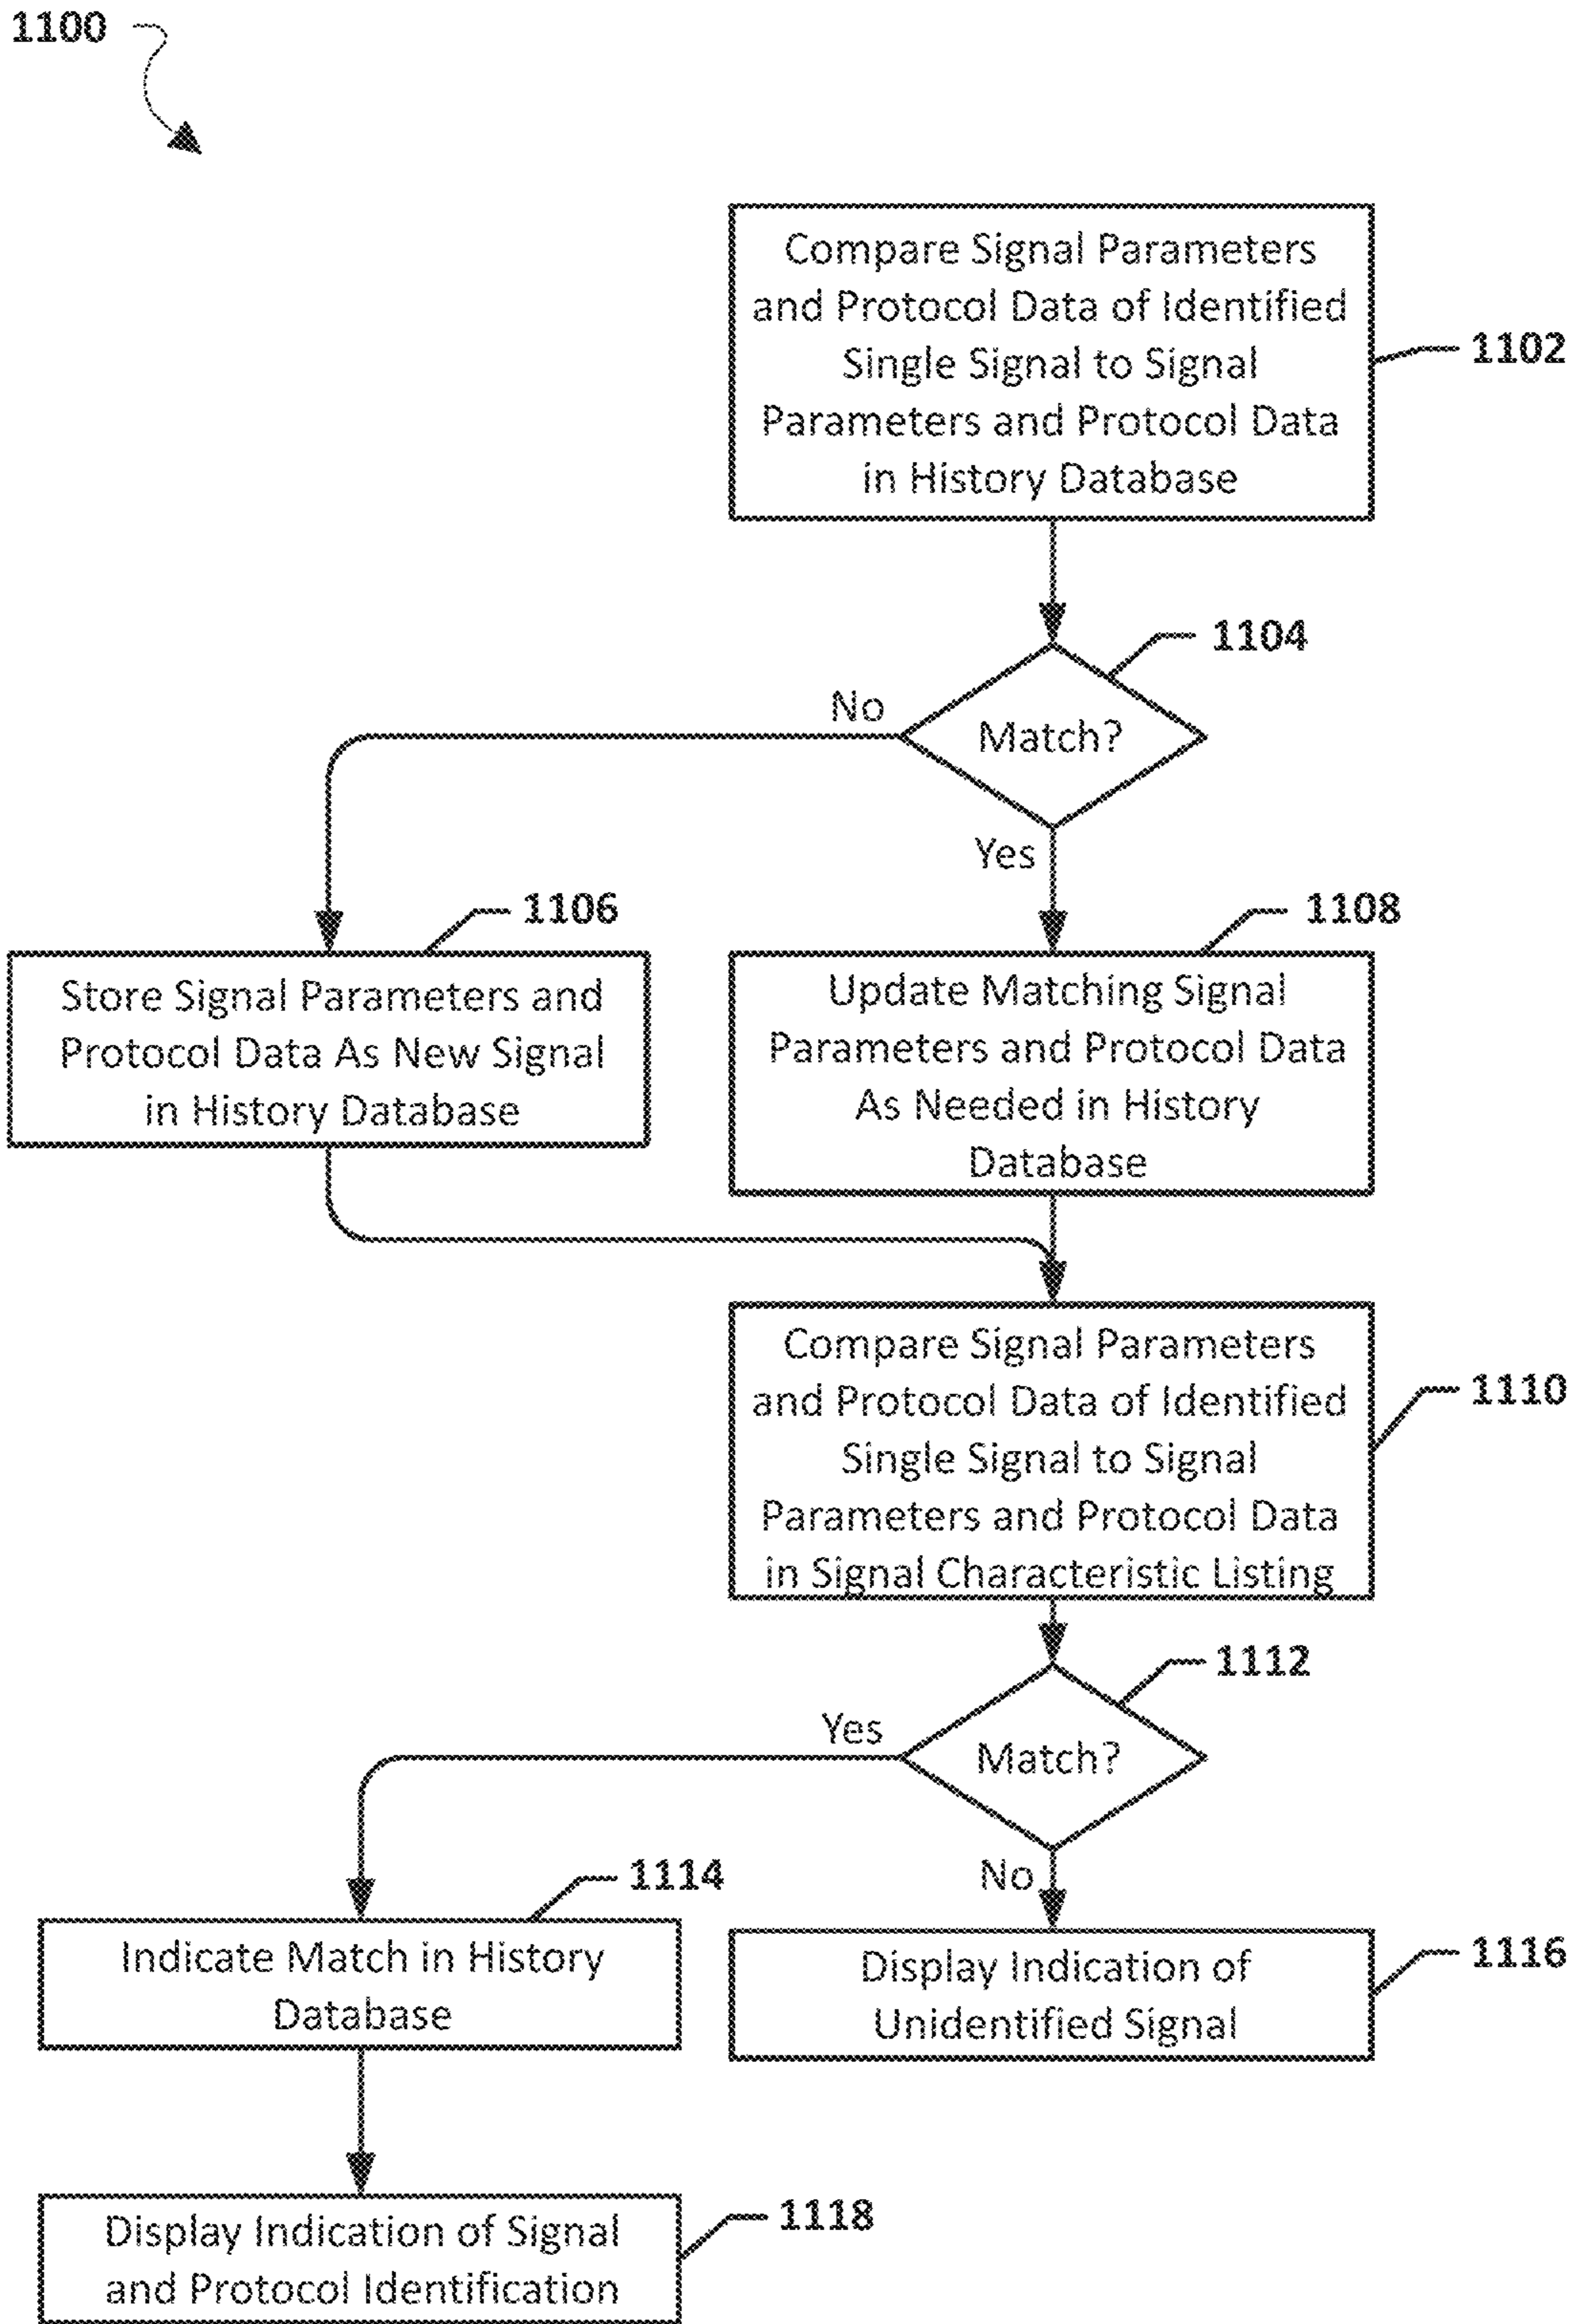 1100
Compare Signal Parameters
and Protocol Data of Identified
Single Signal to Signal
Parameters and Protocol Data
in History Database
1102
1104
No
Match?
Yes
1106
1108
Store Signal Parameters and
Protocol Data As New Signal
in History Database
Update Matching Signal
Parameters and Protocol Data
As Needed in History
Database
Compare Signal Parameters
and Protocol Data of Identified
Single Signal to Signal
Parameters and Protocol Data
in Signal Characteristic Listing
1110
1112
Yes
Match?
No
1114
Indicate Match in History
Database
Display Indication of
Unidentified Signal
1116
Display Indication of Signal
and Protocol Identification
1118